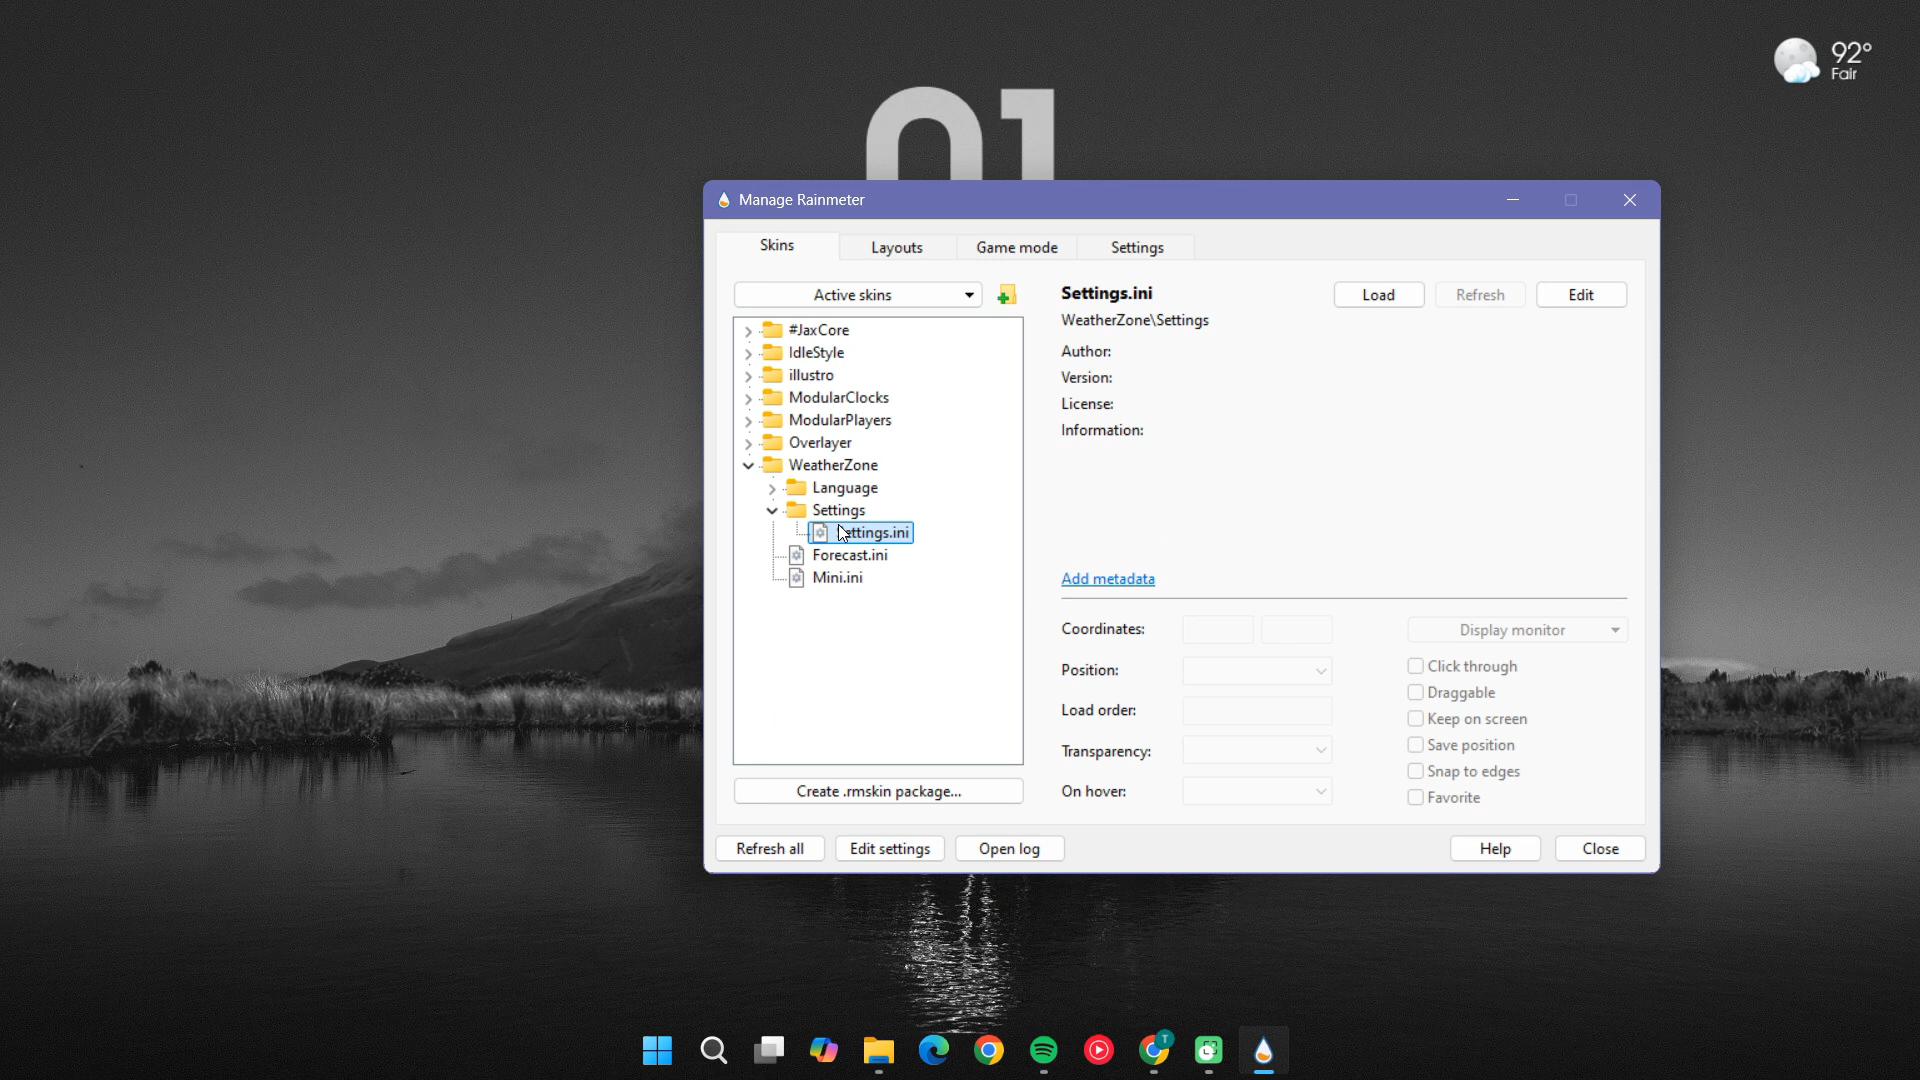 92°
Fair
01
Manage Rainmeter
Skins
Layouts
Game mode
Settings
Active skins
#JaxCore
IdleStyle
illustro
ModularClocks
ModularPlayers
Overlayer
WeatherZone
Language
Settings
Settings.ini
Forecast.ini
Mini.ini
Create .rmskin package...
Settings.ini
Load
Refresh
Edit
WeatherZone\Settings
Author:
Version:
License:
Information:
Add metadata
Coordinates:
Display monitor
Position:
Load order:
Transparency:
On hover:
Click through
Draggable
Keep on screen
Save position
Snap to edges
Favorite
Refresh all
Edit settings
Open log
Help
Close
T